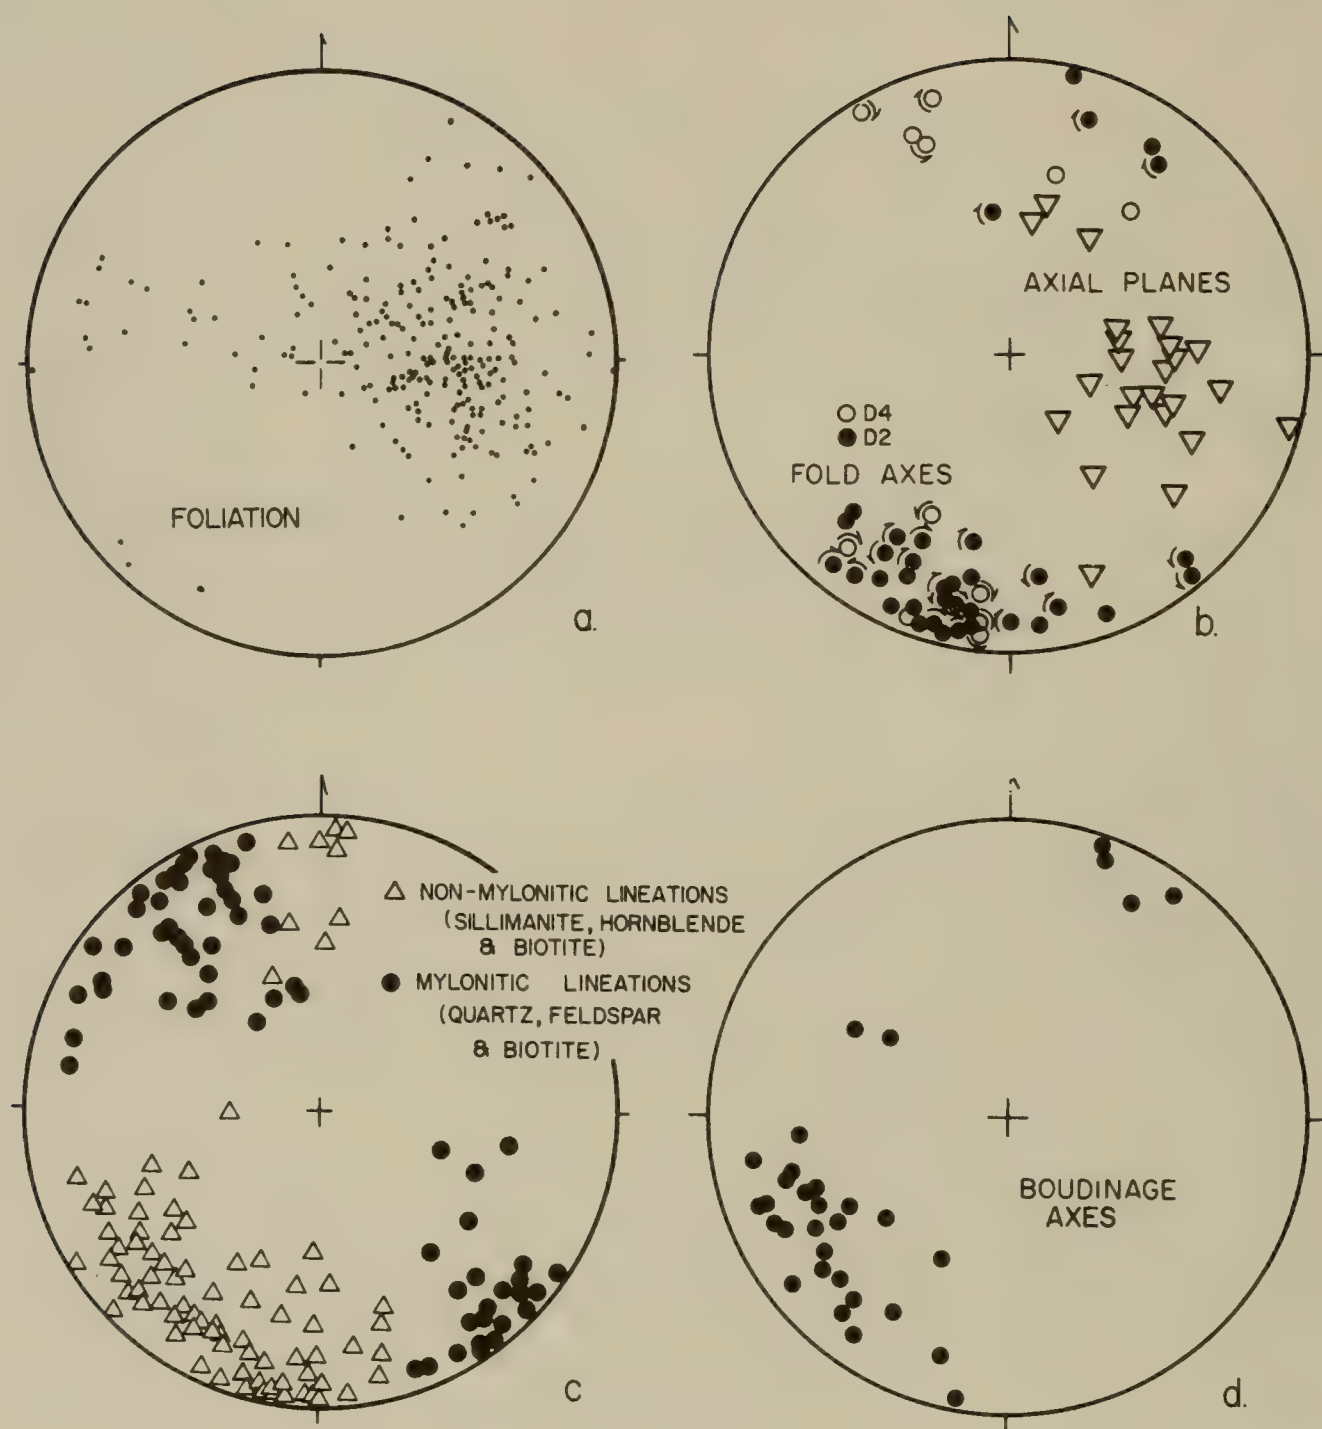 FOLIATION
a.
AXIAL PLANES
D4
D2
FOLD AXES
b.
NON-MYLONITIC LINEATIONS
(SILLIMANITE, HORNBLENDE
& BIOTITE)
MYLONITIC LINEATIONS
(QUARTZ, FELDSPAR
& BIOTITE)
c
BOUDINAGE
AXES
d.